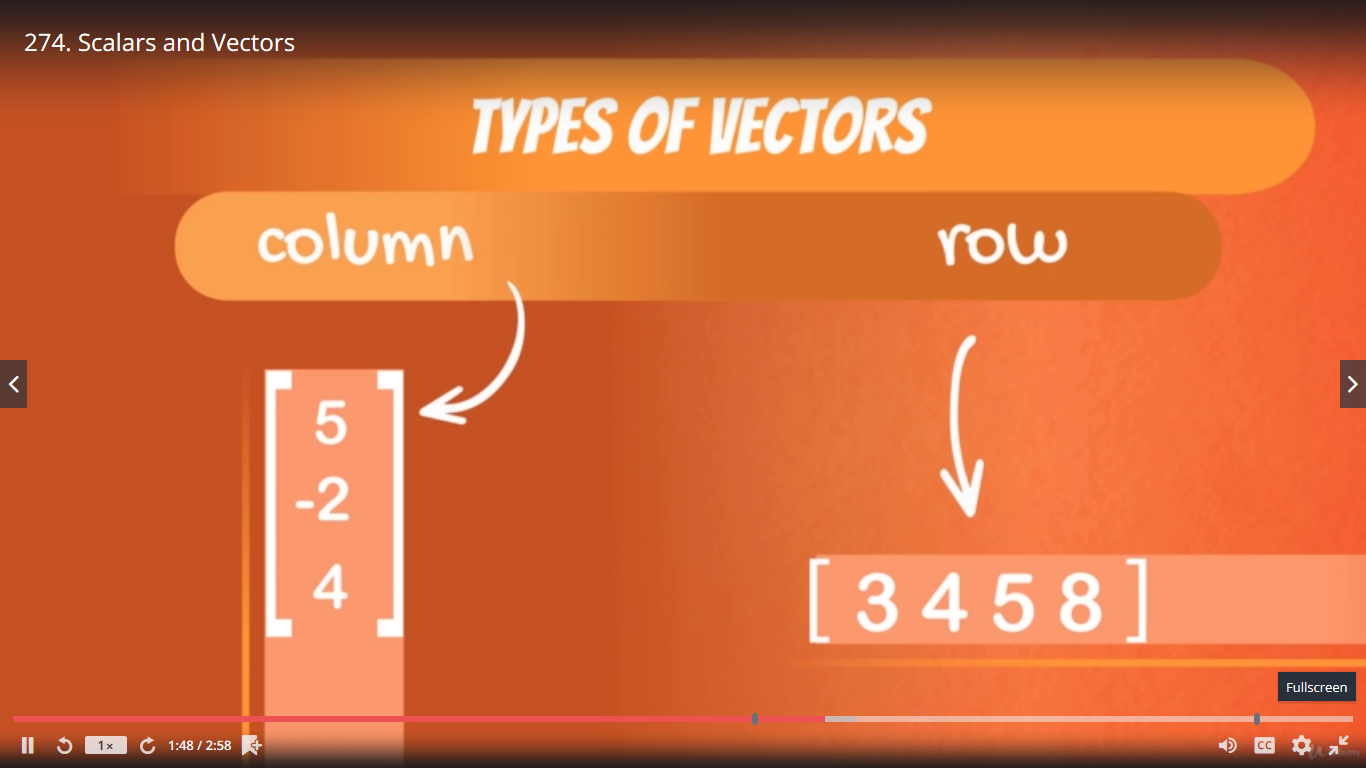 274. Scalars and Vectors
TYPES OF VECTORS
column
row
5
-2
4
[ 3 4 5 8 ]
Fullscreen
1×
1:48 / 2:58
CC